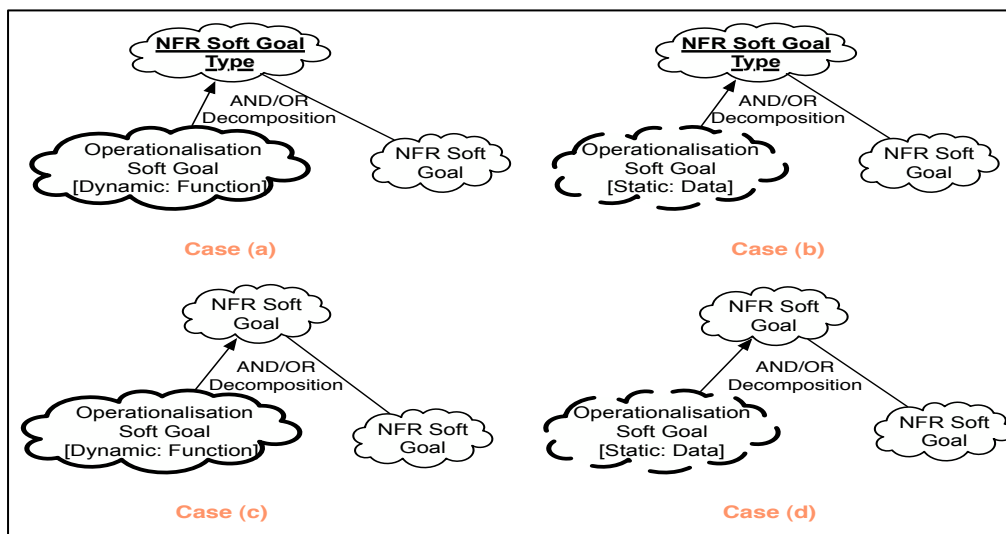 NFR Soft Goal
Type
AND/OR
Decomposition
Operationalisation
Soft Goal
[Dynamic: Function]
NFR Soft
Goal
Case (a)
NFR Soft Goal
Type
AND/OR
Decomposition
Operationalisation
Soft Goal
[Static: Data]
NFR Soft
Goal
Case (b)
NFR Soft
Goal
AND/OR
Decomposition
Operationalisation
Soft Goal
[Dynamic: Function]
NFR Soft
Goal
Case (c)
NFR Soft
Goal
AND/OR
Decomposition
Operationalisation
Soft Goal
[Static: Data]
NFR Soft
Goal
Case (d)